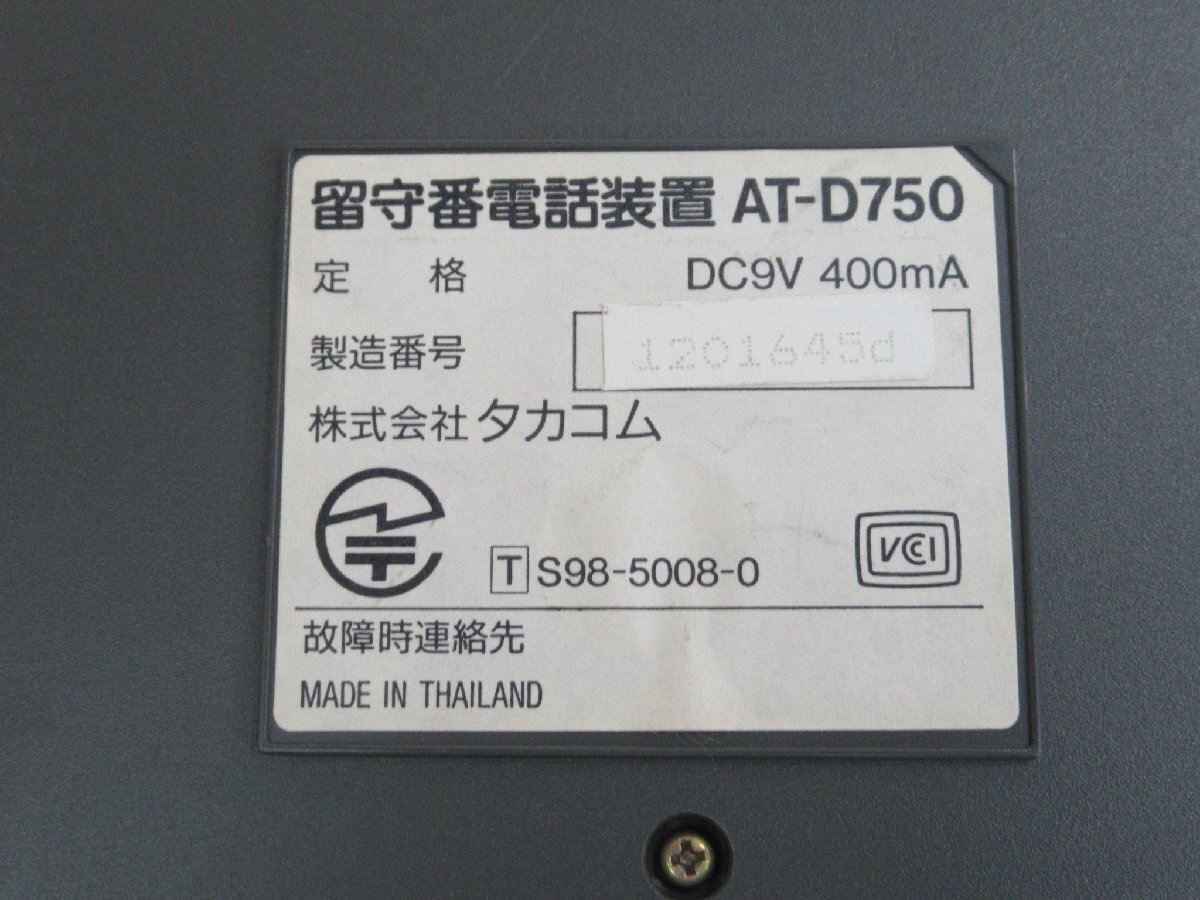 留守番電話装置 AT-D750
定 格 DC9V 400mA
製造番号 1201645d
株式会社 タカコム
T S98-5008-0 VCCI
故障時連絡先
MADE IN THAILAND